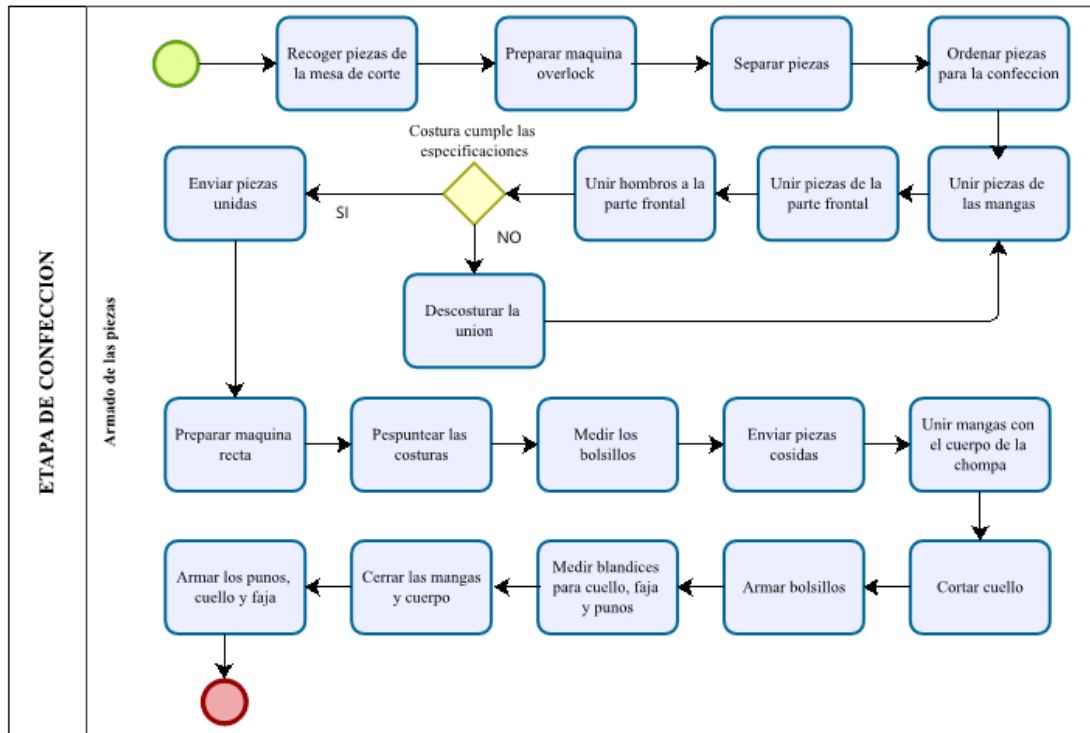 ETAPA DE CONFECCION
Armado de las piezas
Recoger piezas de
la mesa de corte
Preparar maquina
overlock
Separar piezas
Ordenar piezas
para la confeccion
Unir piezas de
las mangas
Unir piezas de la
parte frontal
Unir hombros a la
parte frontal
Costura cumple las
especificaciones
SI
NO
Enviar piezas
unidas
Descosturar la
union
Preparar maquina
recta
Pespuntear las
costuras
Medir los
bolsillos
Enviar piezas
cosidas
Unir mangas con
el cuerpo de la
chompa
Cortar cuello
Armar bolsillos
Medir blandices
para cuello, faja
y punos
Cerrar las mangas
y cuerpo
Armar los punos,
cuello y faja